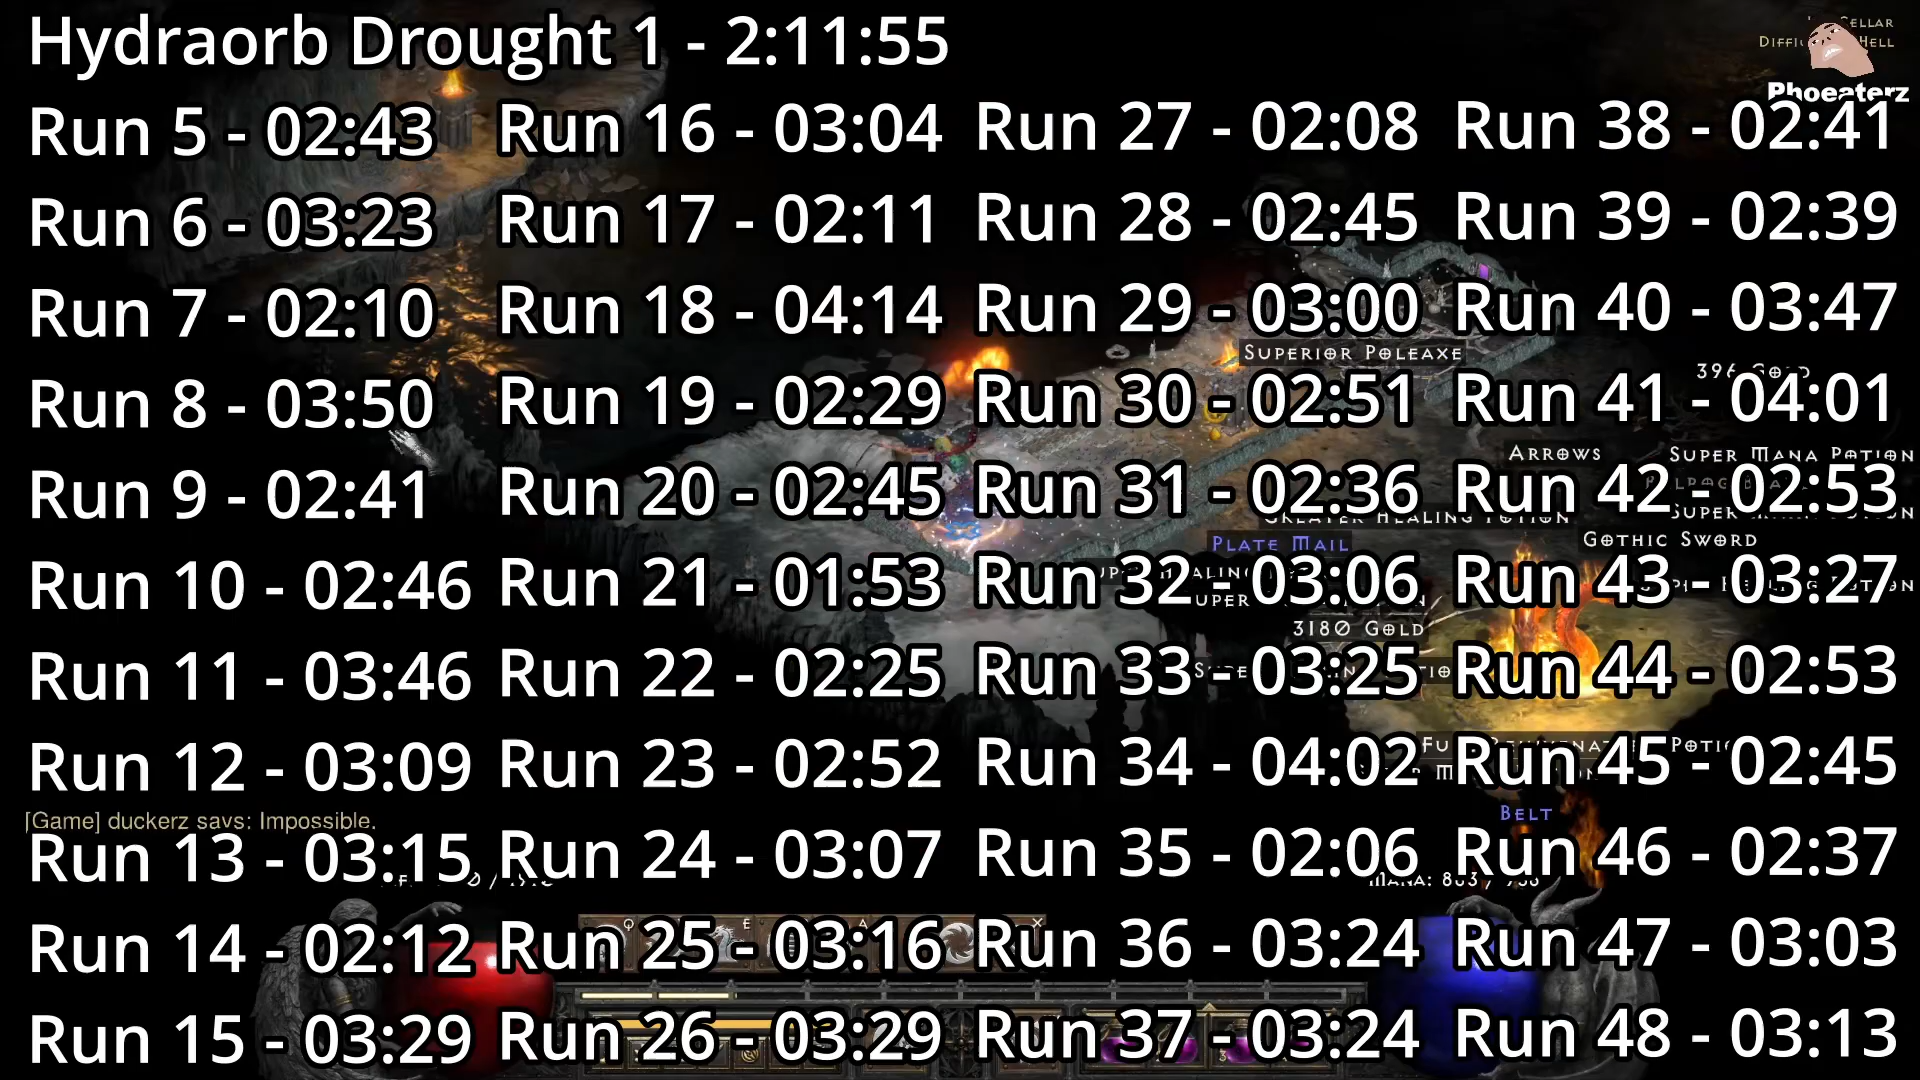 Hydraorb Drought 1 - 2:11:55
Phoeaterz
Run 5 - 02:43
Run 6 - 03:23
Run 7 - 02:10
Run 8 - 03:50
Run 9 - 02:41
Run 10 - 02:46
Run 11 - 03:46
Run 12 - 03:09
[Game] duckerz says: Impossible.
Run 13 - 03:15
Run 14 - 02:12
Run 15 - 03:29
Run 16 - 03:04
Run 17 - 02:11
Run 18 - 04:14
Run 19 - 02:29
Run 20 - 02:45
Run 21 - 01:53
Run 22 - 02:25
Run 23 - 02:52
Run 24 - 03:07
Run 25 - 03:16
Run 26 - 03:29
Run 27 - 02:08
Run 28 - 02:45
Run 29 - 03:00
Superior Poleaxe
Run 30 - 02:51
Run 31 - 02:36
Greater Healing Potion
Plate Mail
Run 32 - 03:06
3180 Gold
Run 33 - 03:25
Run 34 - 04:02
Run 35 - 02:06
Run 36 - 03:24
Run 37 - 03:24
Run 38 - 02:41
Run 39 - 02:39
Run 40 - 03:47
396 Gold
Run 41 - 04:01
Arrows
Super Mana Potion
Run 42 - 02:53
Gothic Sword
Run 43 - 03:27
Run 44 - 02:53
Run 45 - 02:45
Belt
Run 46 - 02:37
Run 47 - 03:03
Run 48 - 03:13